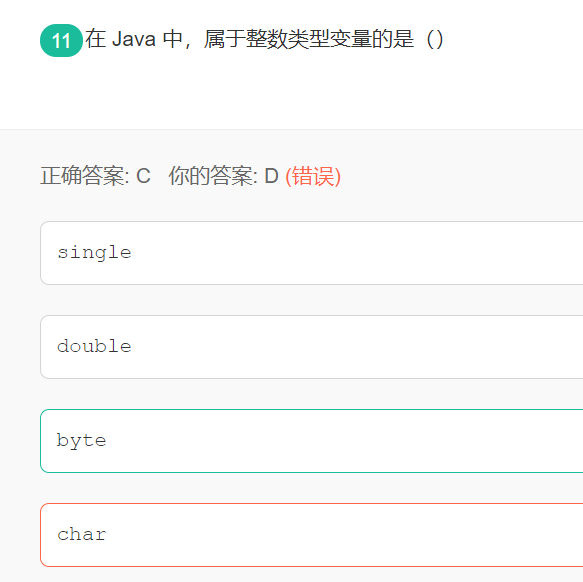 11 在 Java 中，属于整数类型变量的是（）
正确答案: C 你的答案: D (错误)
single
double
byte
char